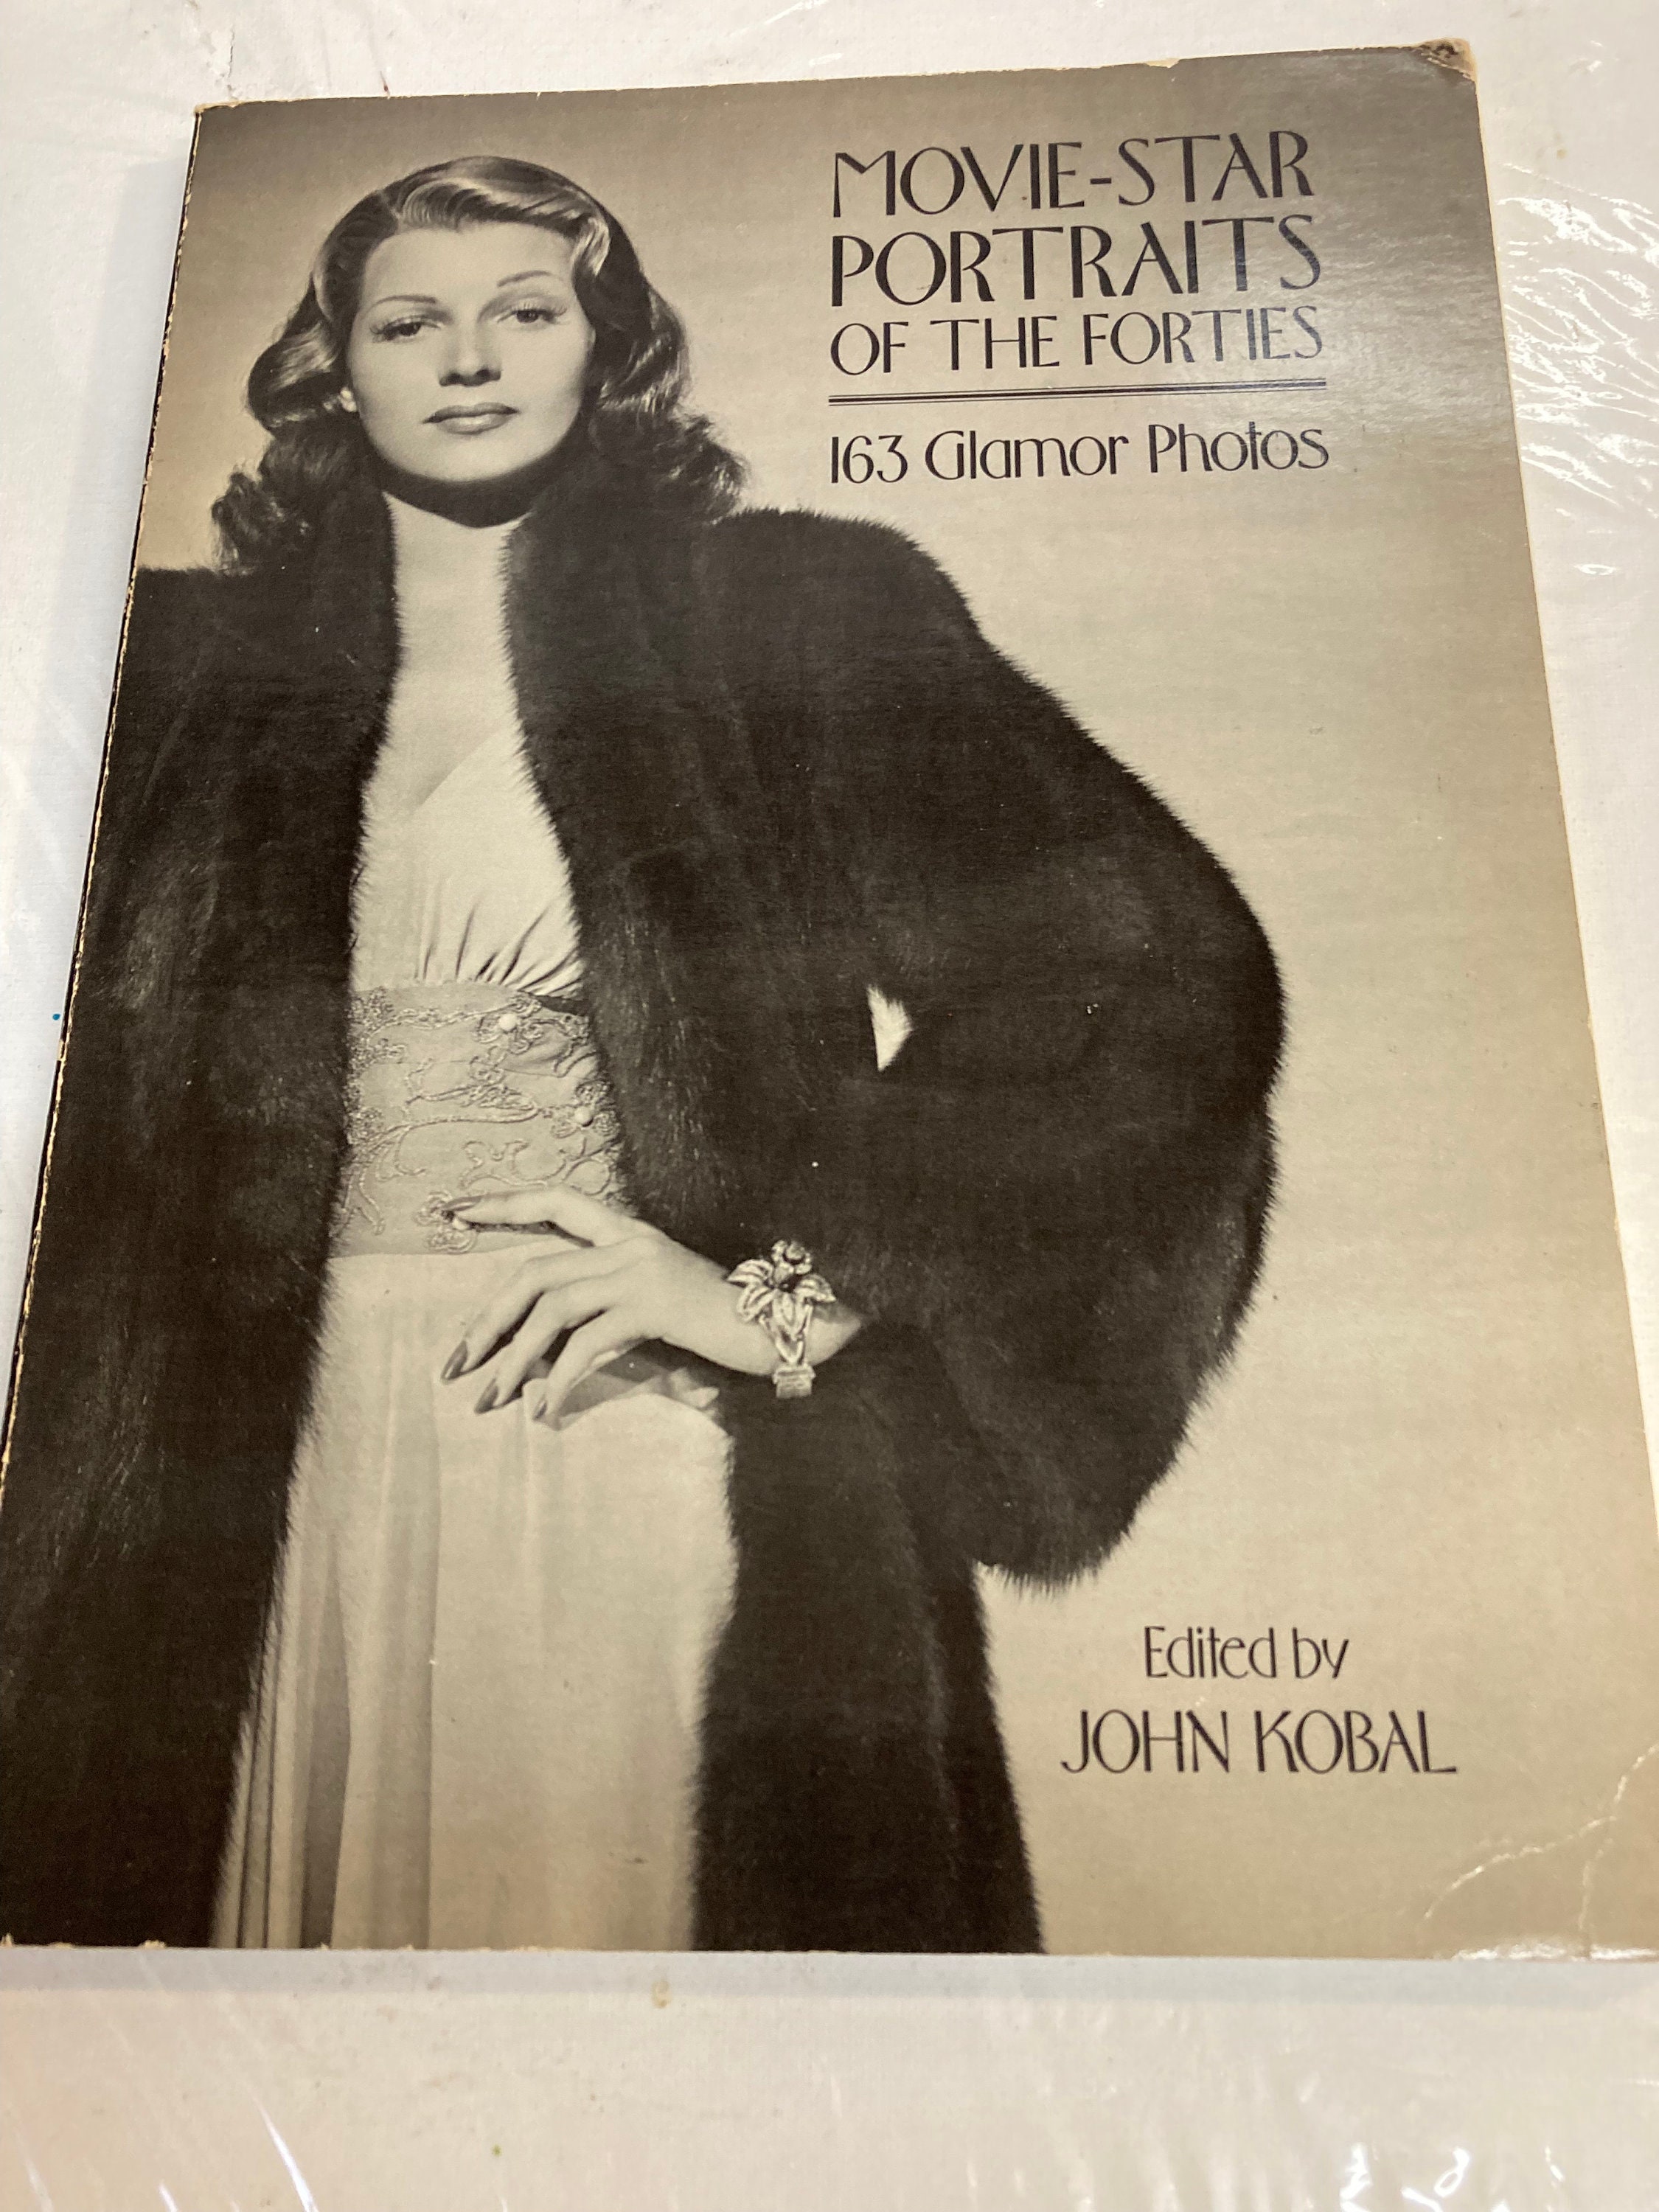 MOVIE-STAR
PORTRAITS
OF THE FORTIES
163 Glamor Photos
Edited by
JOHN KOBAL